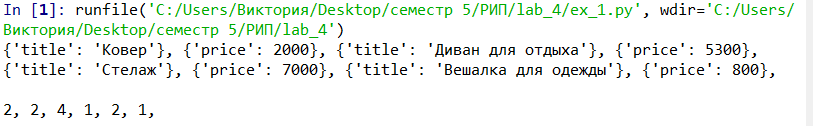 In [1]: runfile('C:/Users/Виктория/Desktop/семестр 5/РИП/lab_4/ex_1.py', wdir='C:/Users/
Виктория/Desktop/семестр 5/РИП/lab_4')
{'title': 'Ковер'}, {'price': 2000}, {'title': 'Диван для отдыха'}, {'price': 5300},
{'title': 'Стелаж'}, {'price': 7000}, {'title': 'Вешалка для одежды'}, {'price': 800},
2, 2, 4, 1, 2, 1,